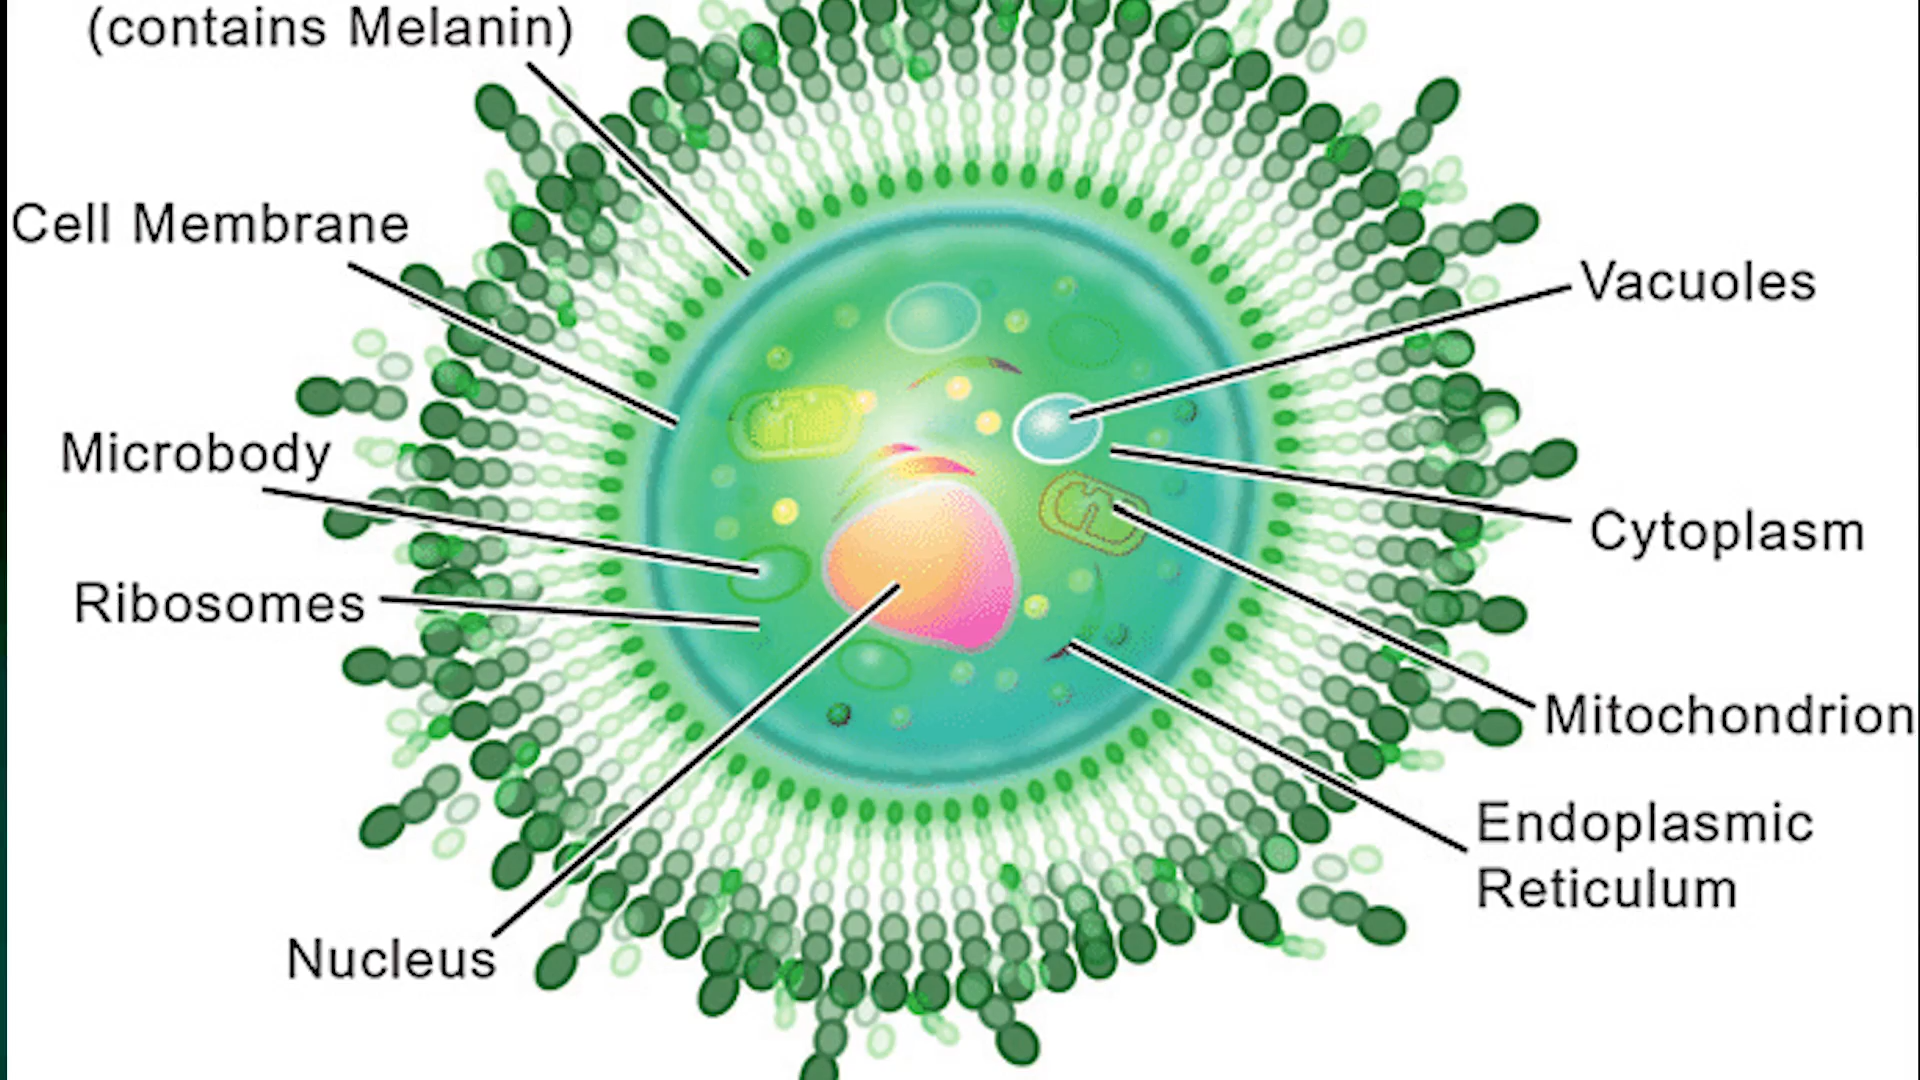 (contains Melanin)
Cell Membrane
Vacuoles
Microbody
Cytoplasm
Ribosomes
Mitochondrion
Endoplasmic
Reticulum
Nucleus